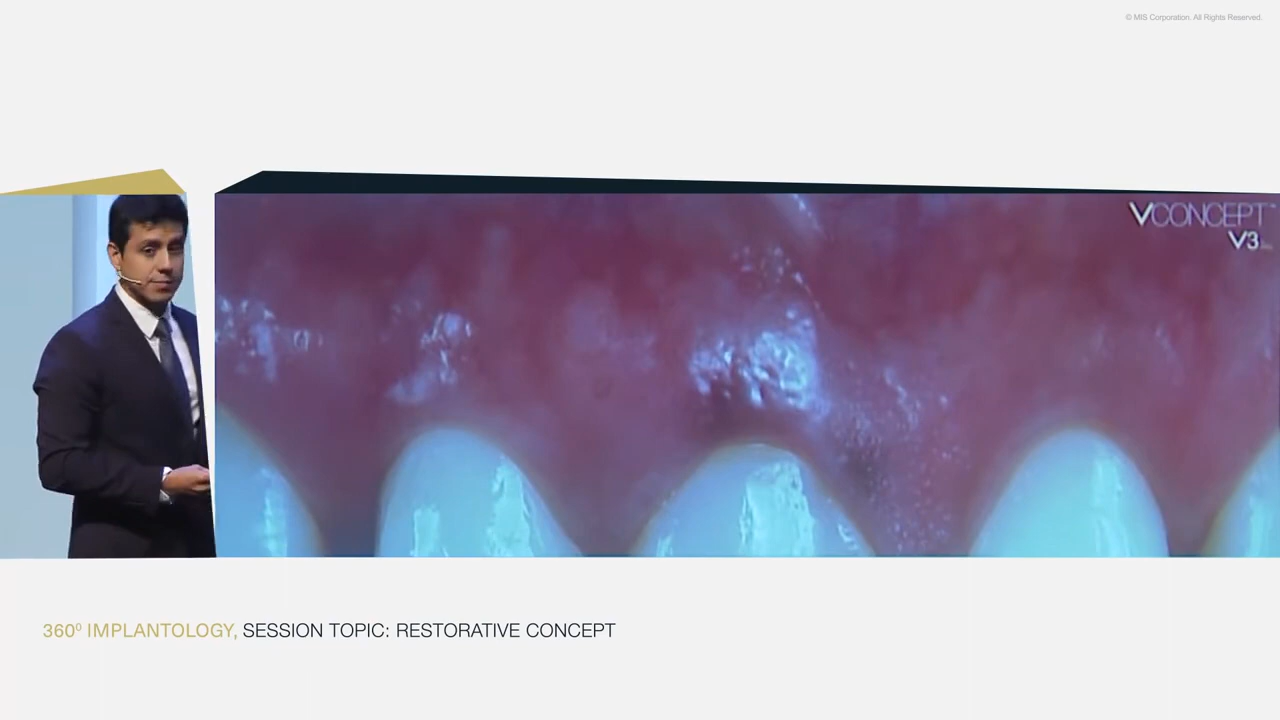 © MIS Corporation. All Rights Reserved.
VCONCEPT
V3
360° IMPLANTOLOGY, SESSION TOPIC: RESTORATIVE CONCEPT